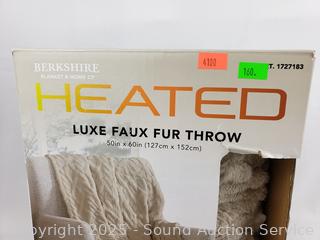 BERKSHIRE
BLANKET & HOME CO
4100
160.
T. 1727183
HEATED
LUXE FAUX FUR THROW
50in x 60in (127cm x 152cm)
Copyright 2025 - Sound Auction Service